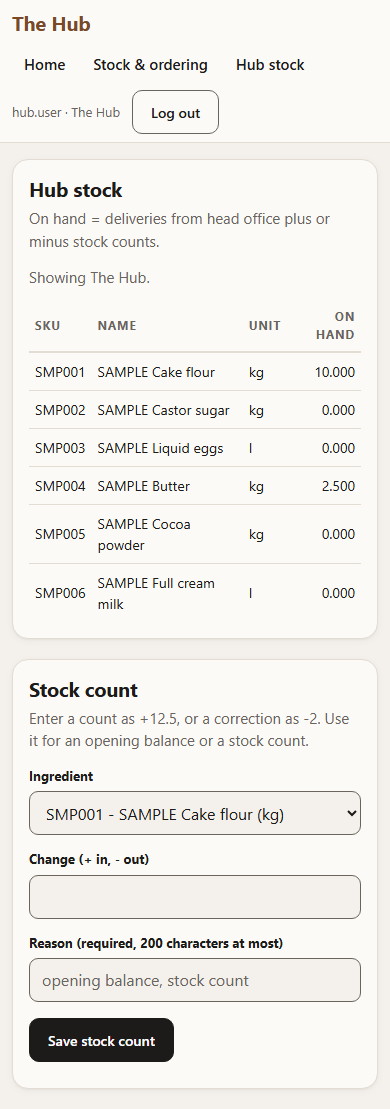 The Hub
Home Stock & ordering Hub stock
hub.user · The Hub Log out
Hub stock
On hand = deliveries from head office plus or
minus stock counts.
Showing The Hub.
SKU NAME UNIT ON HAND
SMP001 SAMPLE Cake flour kg 10.000
SMP002 SAMPLE Castor sugar kg 0.000
SMP003 SAMPLE Liquid eggs l 0.000
SMP004 SAMPLE Butter kg 2.500
SMP005 SAMPLE Cocoa powder kg 0.000
SMP006 SAMPLE Full cream milk l 0.000
Stock count
Enter a count as +12.5, or a correction as -2. Use
it for an opening balance or a stock count.
Ingredient
SMP001 - SAMPLE Cake flour (kg)
Change (+ in, - out)
Reason (required, 200 characters at most)
opening balance, stock count
Save stock count